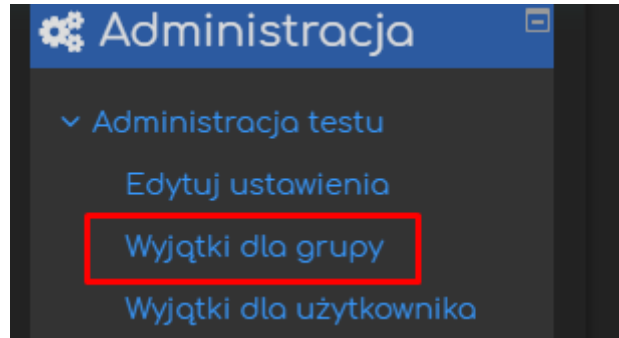 Administracja
Administracja testu
Edytuj ustawienia
Wyjątki dla grupy
Wyjątki dla użytkownika